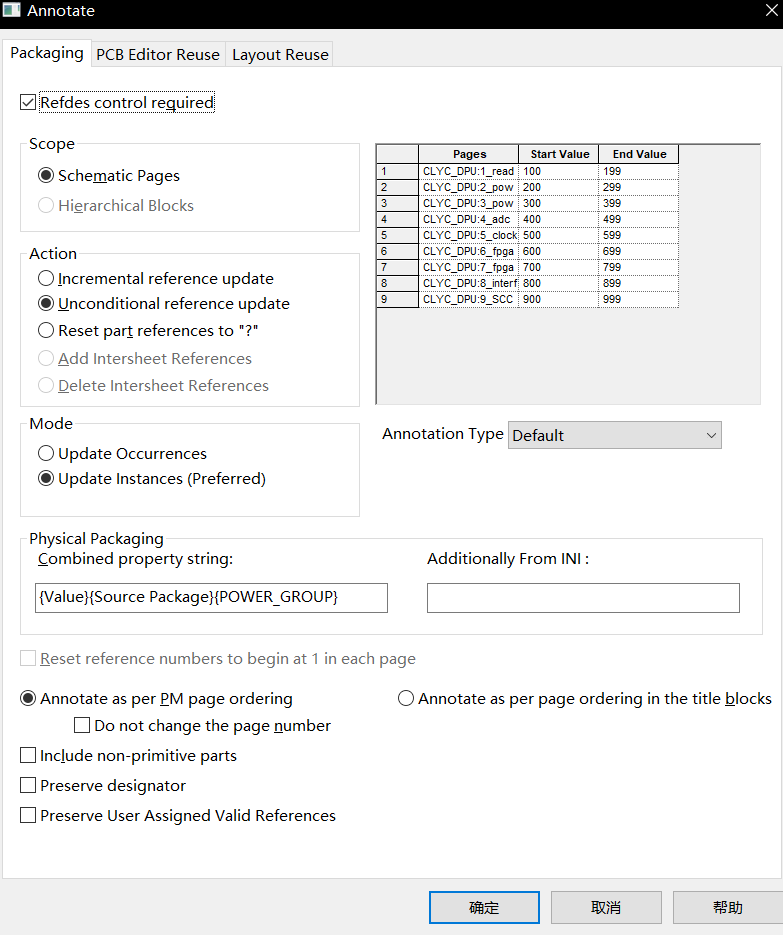 Annotate
Packaging PCB Editor Reuse Layout Reuse
Refdes control required
Scope
Schematic Pages
Hierarchical Blocks
Pages Start Value End Value
1 CLYC_DPU:1_read 100 199
2 CLYC_DPU:2_pow 200 299
3 CLYC_DPU:3_pow 300 399
4 CLYC_DPU:4_adc 400 499
5 CLYC_DPU:5_clock 500 599
6 CLYC_DPU:6_fpga 600 699
7 CLYC_DPU:7_fpga 700 799
8 CLYC_DPU:8_interf 800 899
9 CLYC_DPU:9_SCC 900 999
Action
Incremental reference update
Unconditional reference update
Reset part references to "?"
Add Intersheet References
Delete Intersheet References
Mode
Update Occurrences
Update Instances (Preferred)
Annotation Type Default
Physical Packaging
Combined property string:
Additionally From INI :
{Value}{Source Package}{POWER_GROUP}
Reset reference numbers to begin at 1 in each page
Annotate as per PM page ordering
Annotate as per page ordering in the title blocks
Do not change the page number
Include non-primitive parts
Preserve designator
Preserve User Assigned Valid References
确定 取消 帮助